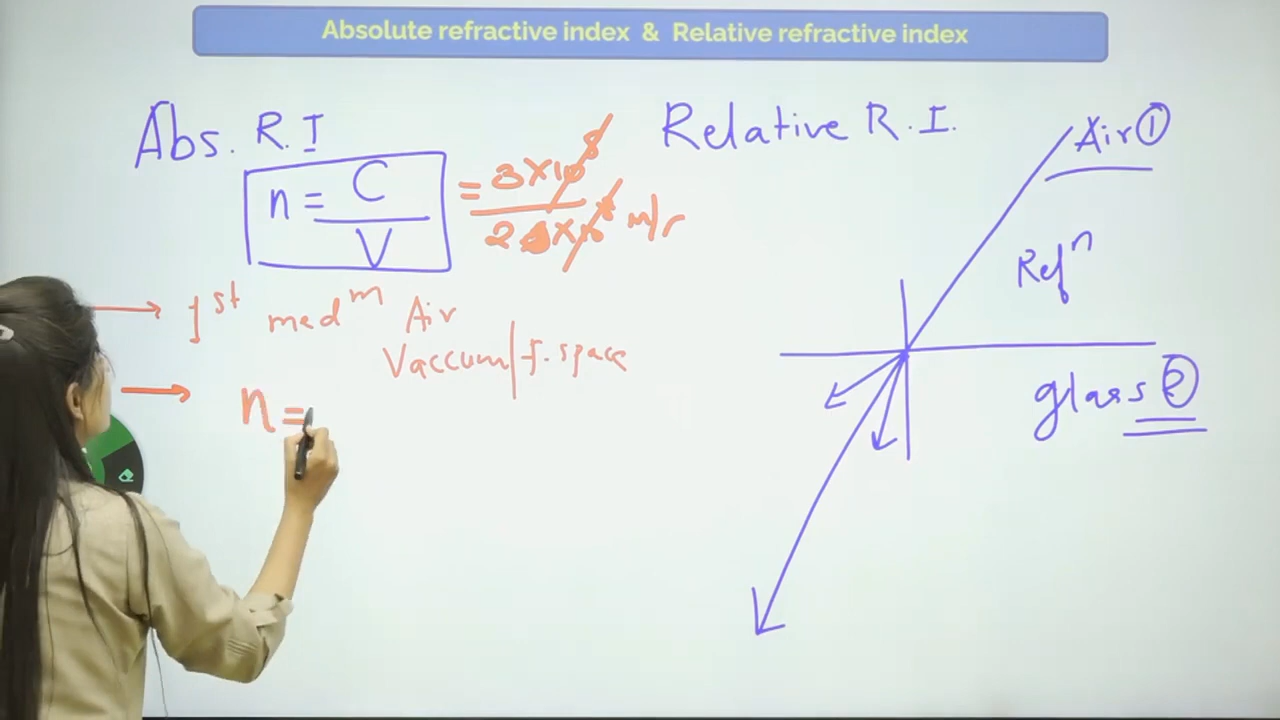 Absolute refractive index & Relative refractive index
Abs. R.I
n = C / V = 3×10⁸ / 2×10⁸ m/s
1st medm Air
Vaccum/f. space
n =
Relative R.I.
Air ①
Refn
glass ②